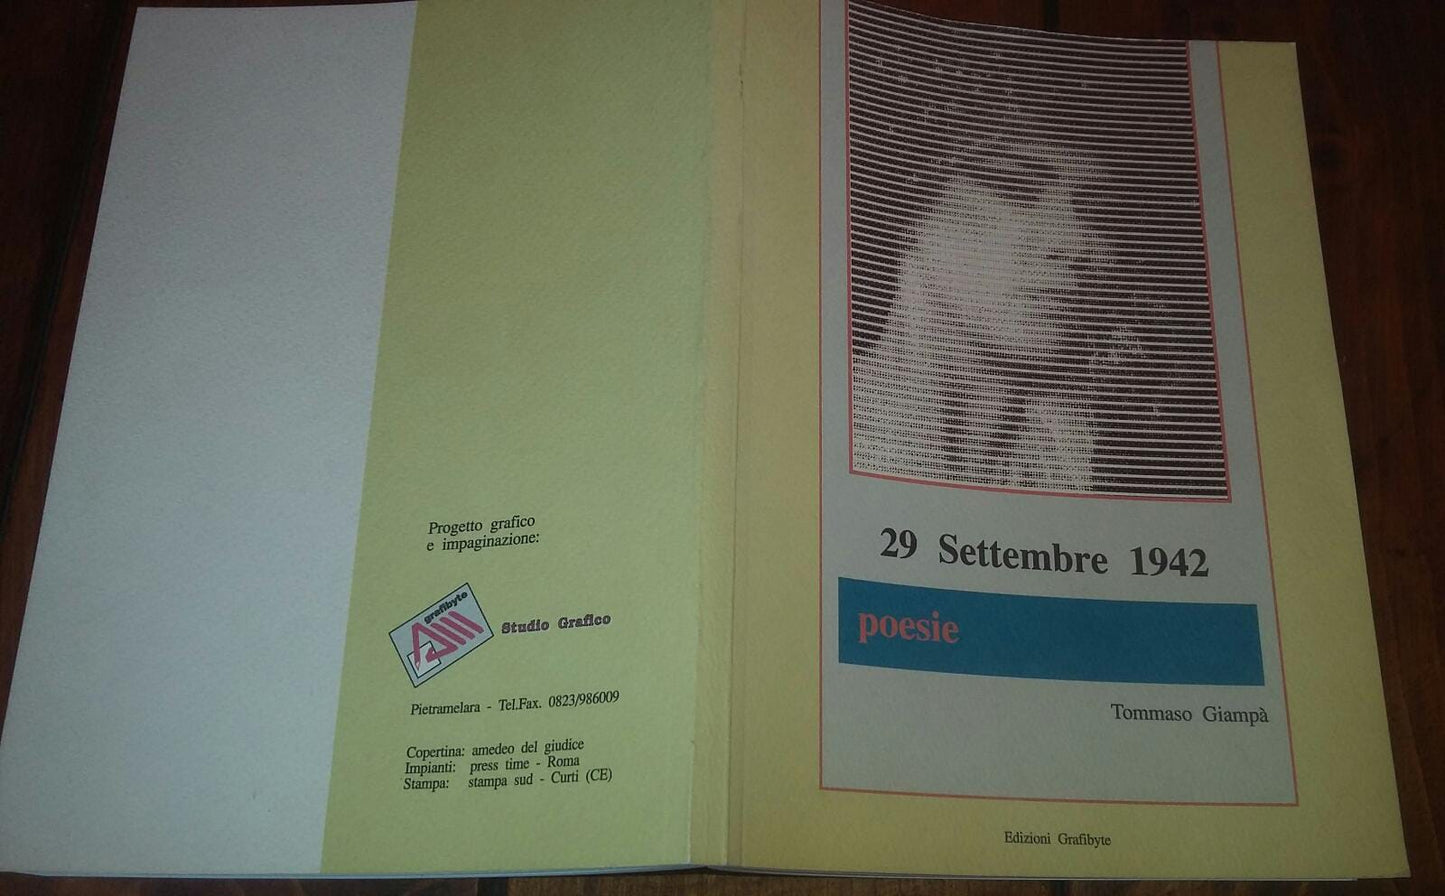 Progetto grafico
e impaginazione:
grafibyte
Studio Grafico
Pietramelara - Tel.Fax. 0823/986009
Copertina: amedeo del giudice
Impianti: press time - Roma
Stampa: stampa sud - Curti (CE)
29 Settembre 1942
poesie
Tommaso Giampà
Edizioni Grafibyte